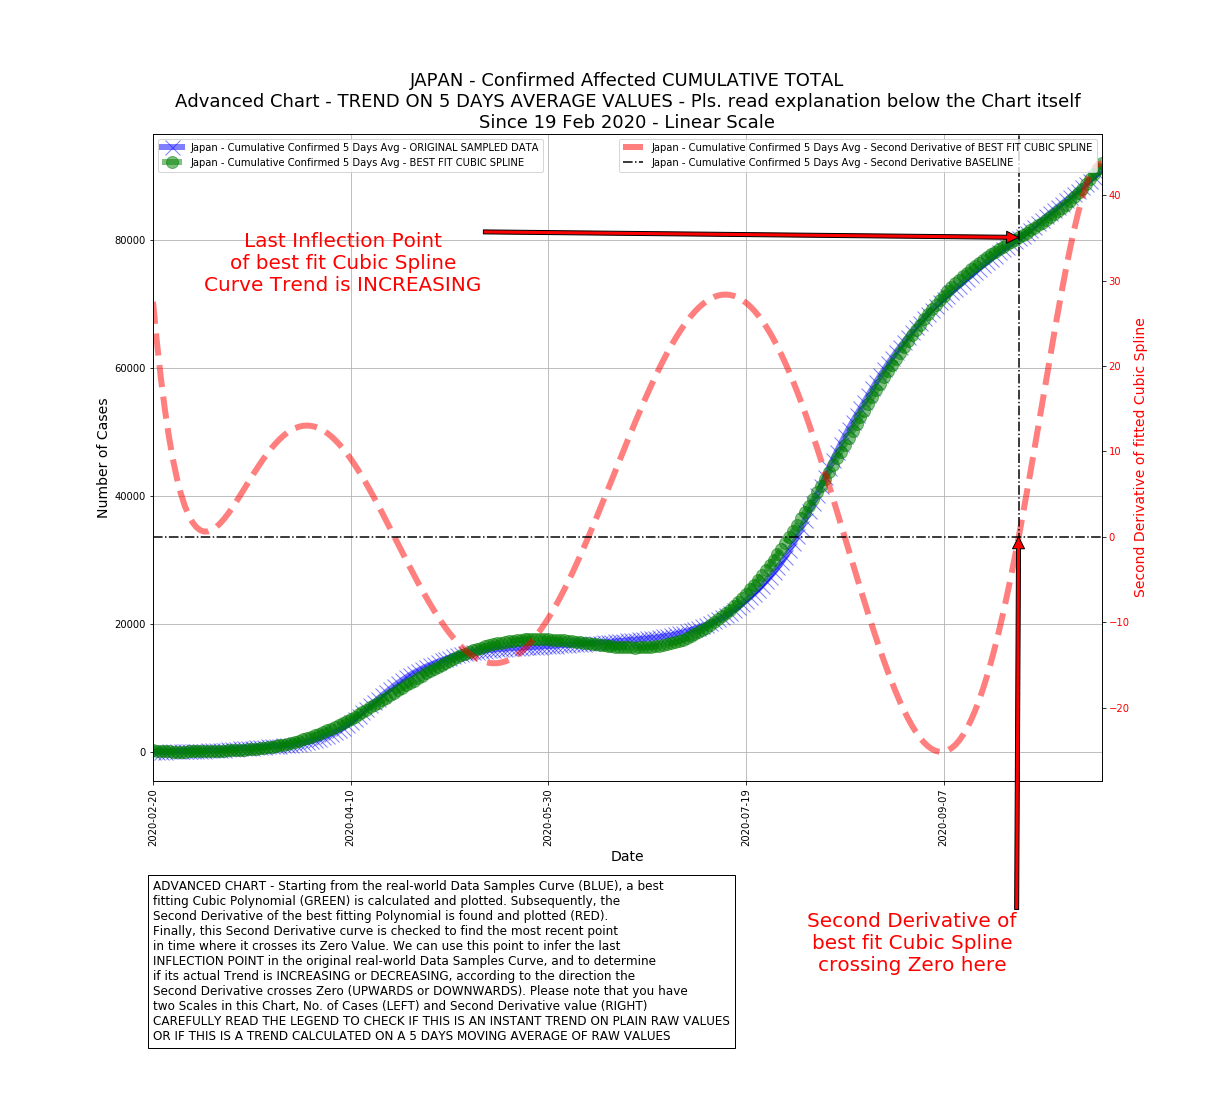 JAPAN - Confirmed Affected CUMULATIVE TOTAL
Advanced Chart - TREND ON 5 DAYS AVERAGE VALUES - Pls. read explanation below the Chart itself
Since 19 Feb 2020 - Linear Scale
Japan - Cumulative Confirmed 5 Days Avg - ORIGINAL SAMPLED DATA
Japan - Cumulative Confirmed 5 Days Avg - BEST FIT CUBIC SPLINE
Japan - Cumulative Confirmed 5 Days Avg - Second Derivative of BEST FIT CUBIC SPLINE
Japan - Cumulative Confirmed 5 Days Avg - Second Derivative BASELINE
Last Inflection Point
of best fit Cubic Spline
Curve Trend is INCREASING
Number of Cases
80000
60000
40000
20000
0
40
30
20
10
0
−10
−20
Second Derivative of fitted Cubic Spline
2020-02-20
2020-04-10
2020-05-30
2020-07-19
2020-09-07
Date
ADVANCED CHART - Starting from the real-world Data Samples Curve (BLUE), a best
fitting Cubic Polynomial (GREEN) is calculated and plotted. Subsequently, the
Second Derivative of the best fitting Polynomial is found and plotted (RED).
Finally, this Second Derivative curve is checked to find the most recent point
in time where it crosses its Zero Value. We can use this point to infer the last
INFLECTION POINT in the original real-world Data Samples Curve, and to determine
if its actual Trend is INCREASING or DECREASING, according to the direction the
Second Derivative crosses Zero (UPWARDS or DOWNWARDS). Please note that you have
two Scales in this Chart, No. of Cases (LEFT) and Second Derivative value (RIGHT)
CAREFULLY READ THE LEGEND TO CHECK IF THIS IS AN INSTANT TREND ON PLAIN RAW VALUES
OR IF THIS IS A TREND CALCULATED ON A 5 DAYS MOVING AVERAGE OF RAW VALUES
Second Derivative of
best fit Cubic Spline
crossing Zero here